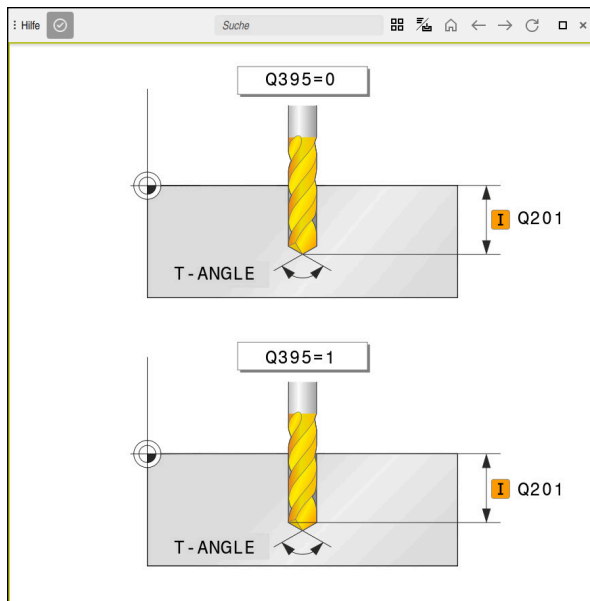 Hilfe
Suche
Q395=0
I Q201
T-ANGLE
Q395=1
I Q201
T-ANGLE